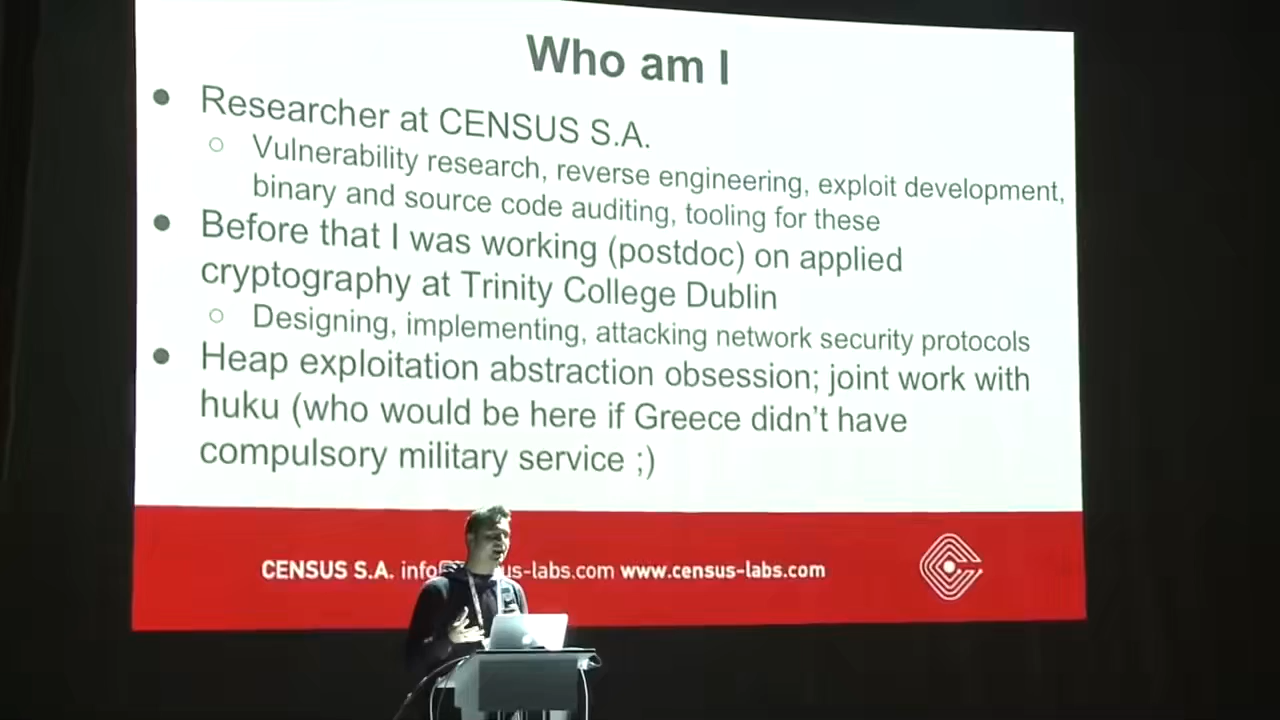 Who am I
Researcher at CENSUS S.A.
Vulnerability research, reverse engineering, exploit development,
binary and source code auditing, tooling for these
Before that I was working (postdoc) on applied
cryptography at Trinity College Dublin
Designing, implementing, attacking network security protocols
Heap exploitation abstraction obsession; joint work with
huku (who would be here if Greece didn't have
compulsory military service ;)
CENSUS S.A. info us-labs.com www.census-labs.com